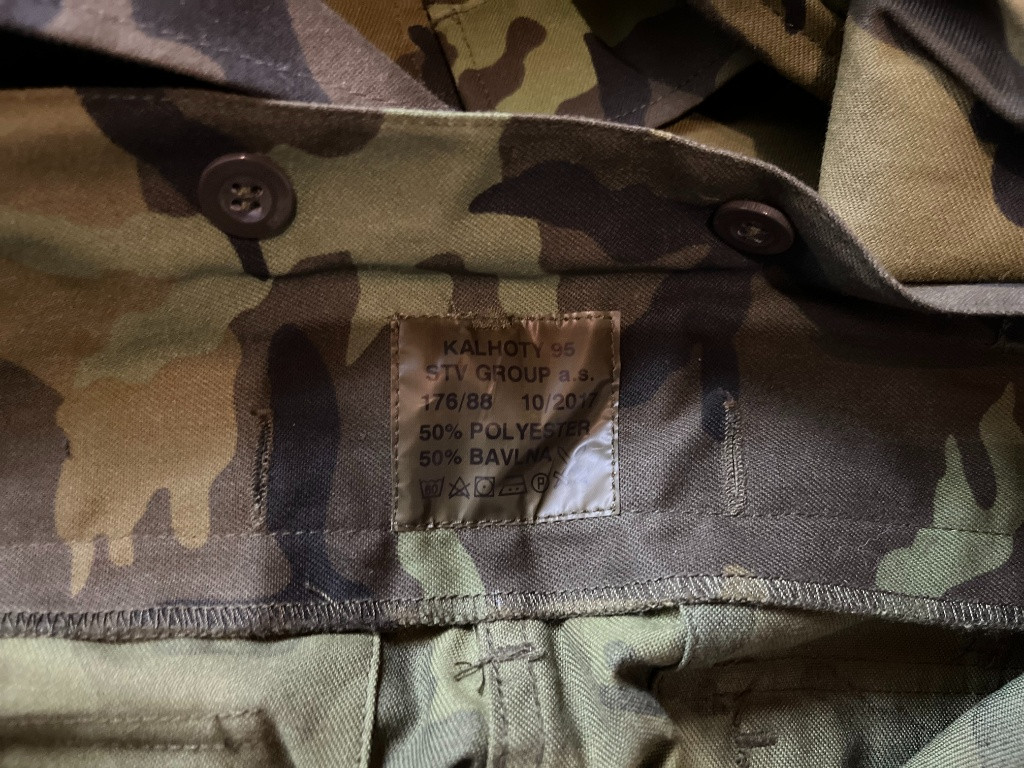 KALHOTY 95
STV GROUP a.s.
176/88 10/2017
50% POLYESTER
50% BAVLNA